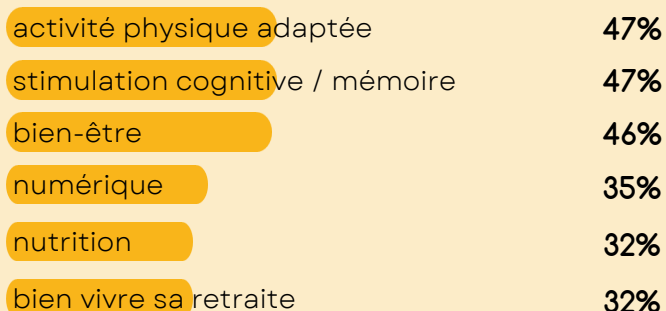 activité physique adaptée 47%
stimulation cognitive / mémoire 47%
bien-être 46%
numérique 35%
nutrition 32%
bien vivre sa retraite 32%